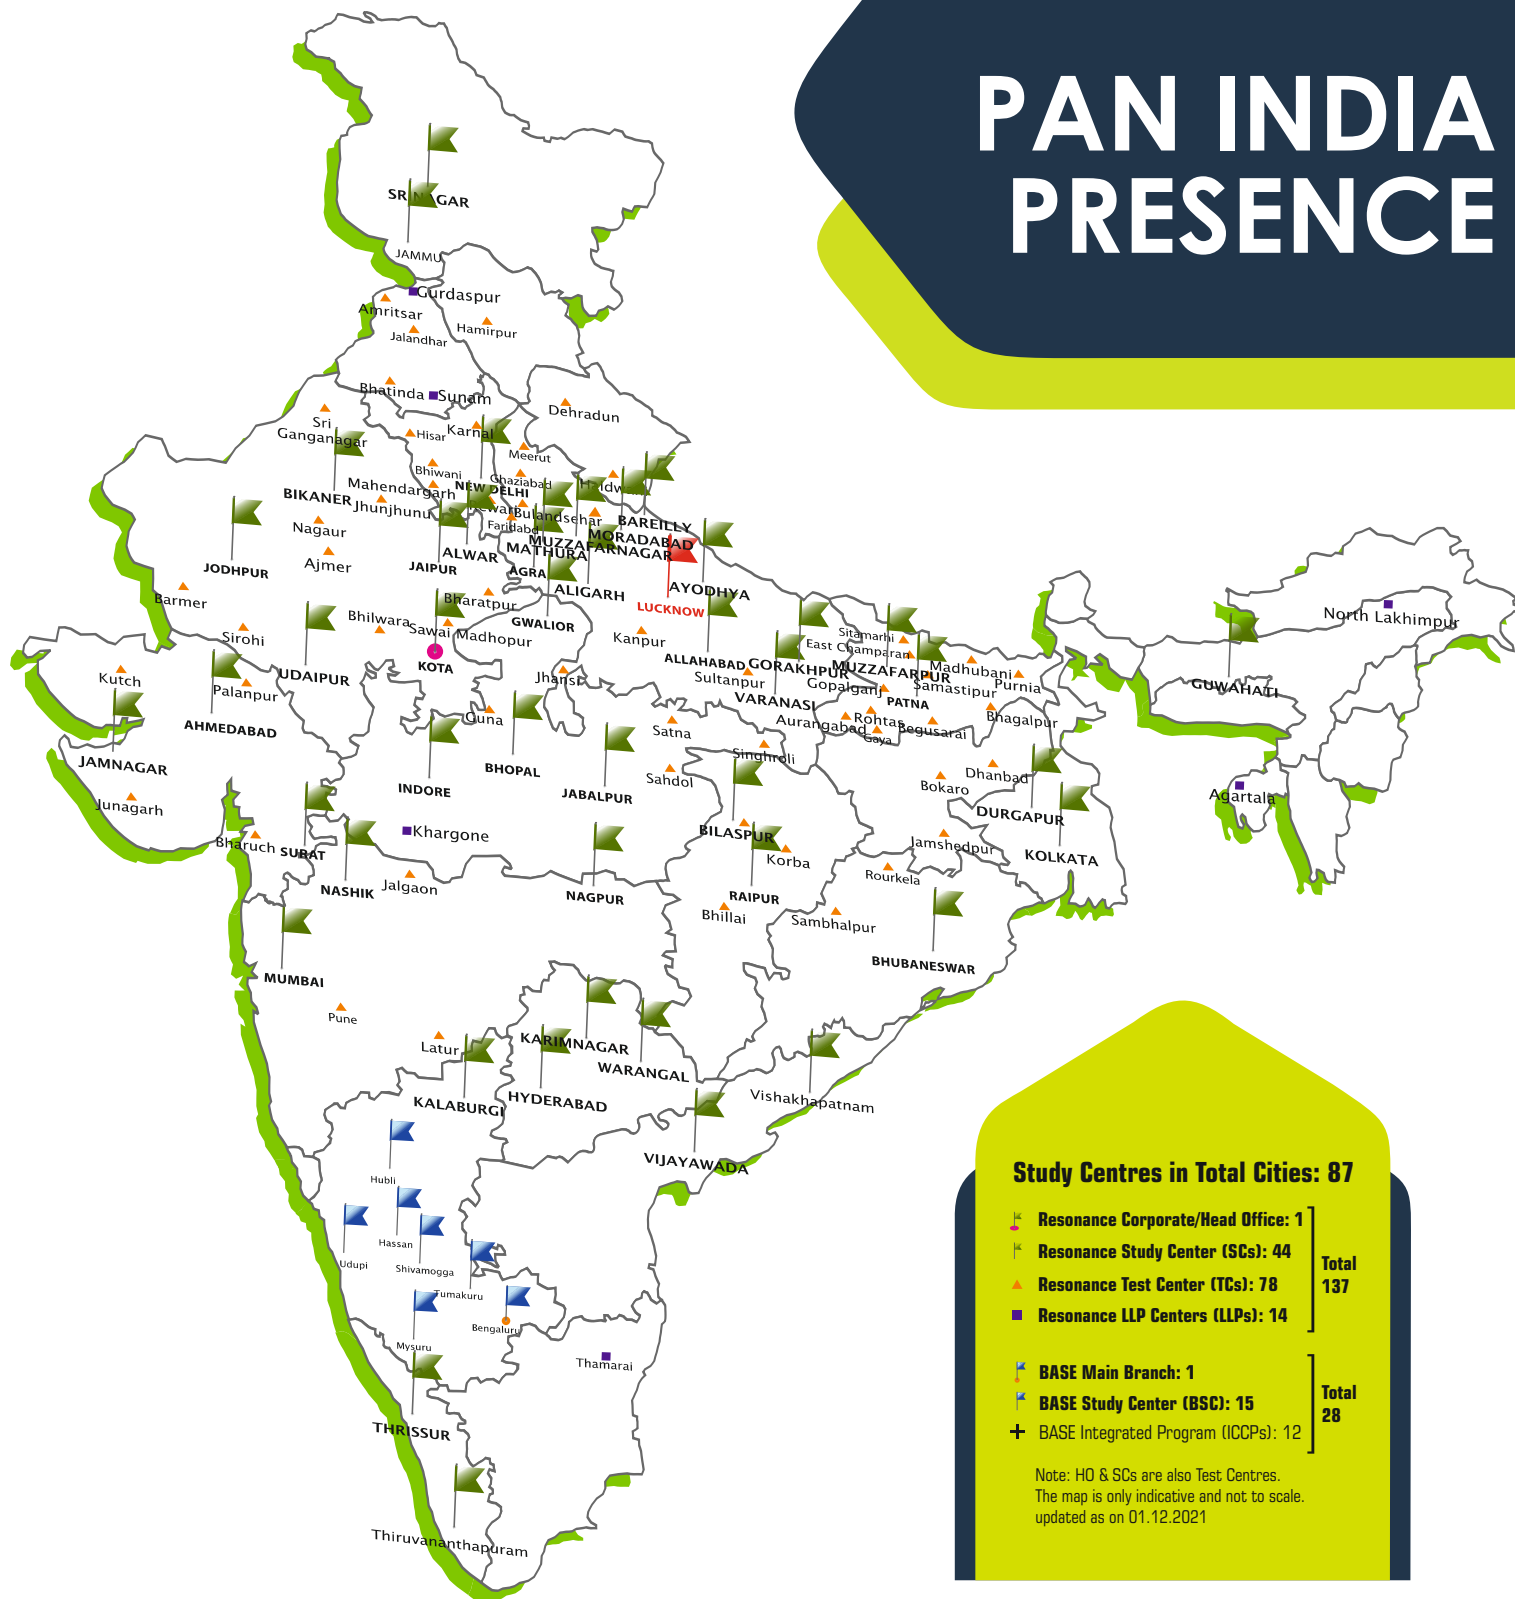 PAN INDIA
PRESENCE
SRINAGAR
JAMMU
Gurdaspur
Amritsar
Jalandhar
Hamirpur
Bhatinda
Sunam
Dehradun
Sri
Ganganagar
Hisar
Karnal
Meerut
Bhiwani
Ghaziabad
Haldwani
Mahendargarh
NEW DELHI
BIKANER
Jhunjhunu
Rewari
Bulandsehar
BAREILLY
Nagaur
Faridabd
MORADABAD
MUZZAFARNAGAR
MATHURA
ALWAR
Ajmer
JAIPUR
AGRA
JODHPUR
ALIGARH
AYODHYA
Barmer
Bharatpur
LUCKNOW
Bhilwara
Sawai Madhopur
GWALIOR
Sirohi
Kanpur
Sitamarhi
East Champaran
North Lakhimpur
KOTA
ALLAHABAD
GORAKHPUR
MUZZAFARPUR
Madhubani
Kutch
UDAIPUR
Jhansi
Sultanpur
Gopalganj
Samastipur
Purnia
GUWAHATI
Palanpur
VARANASI
PATNA
AHMEDABAD
Guna
Satna
Aurangabad
Rohtas
Begusarai
Bhagalpur
Gaya
Singhroli
JAMNAGAR
BHOPAL
Sahdol
Dhanbad
Bokaro
INDORE
JABALPUR
Agartala
Junagarh
DURGAPUR
Khargone
BILASPUR
Bharuch
SURAT
Korba
Jamshedpur
KOLKATA
NASHIK
Jalgaon
NAGPUR
RAIPUR
Rourkela
Bhillai
Sambhalpur
MUMBAI
BHUBANESWAR
Pune
Latur
KARIMNAGAR
WARANGAL
KALABURGI
HYDERABAD
Vishakhapatnam
VIJAYAWADA
Hubli
Hassan
Udupi
Shivamogga
Tumakuru
Bengaluru
Mysuru
Thamarai
THRISSUR
Thiruvananthapuram
Study Centres in Total Cities: 87
Resonance Corporate/Head Office: 1
Resonance Study Center (SCs): 44
Resonance Test Center (TCs): 78
Resonance LLP Centers (LLPs): 14
Total
137
BASE Main Branch: 1
BASE Study Center (BSC): 15
BASE Integrated Program (ICCPs): 12
Total
28
Note: HO & SCs are also Test Centres.
The map is only indicative and not to scale.
updated as on 01.12.2021